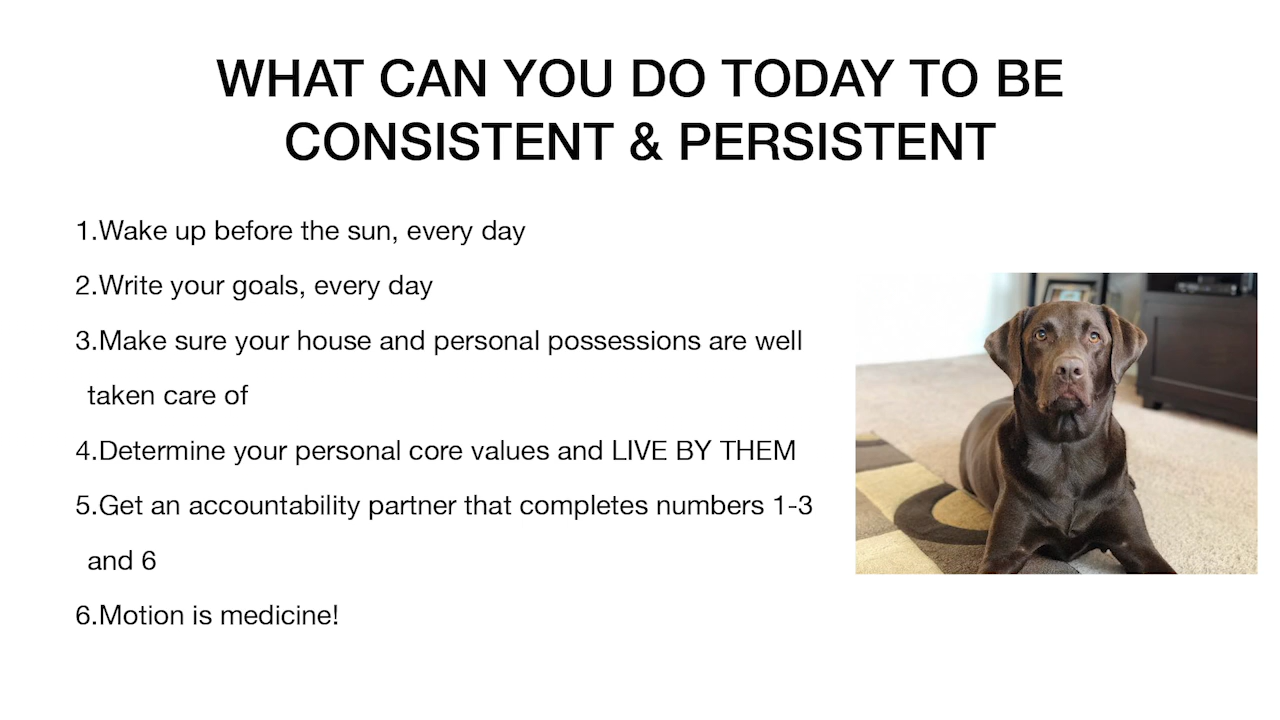 WHAT CAN YOU DO TODAY TO BE
CONSISTENT & PERSISTENT
1.Wake up before the sun, every day
2.Write your goals, every day
3.Make sure your house and personal possessions are well
taken care of
4.Determine your personal core values and LIVE BY THEM
5.Get an accountability partner that completes numbers 1-3
and 6
6.Motion is medicine!